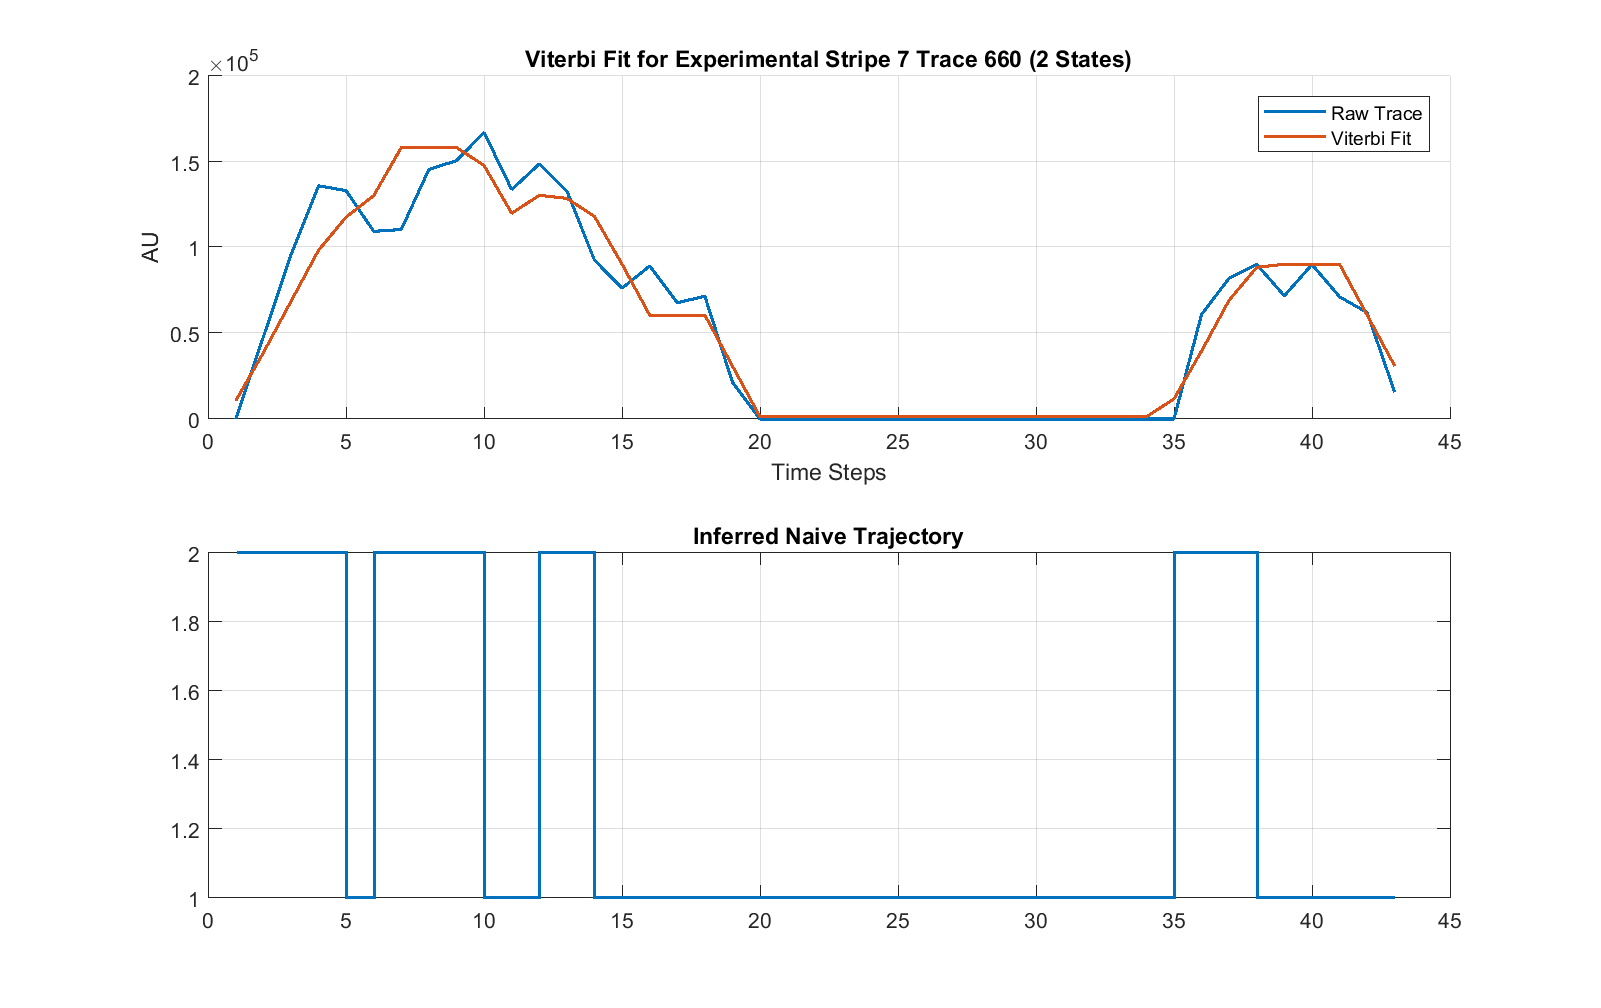 Viterbi Fit for Experimental Stripe 7 Trace 660 (2 States)
×10^5
2
1.5
1
0.5
0
AU
Raw Trace
Viterbi Fit
0 5 10 15 20 25 30 35 40 45
Time Steps
Inferred Naive Trajectory
2
1.8
1.6
1.4
1.2
1
0 5 10 15 20 25 30 35 40 45